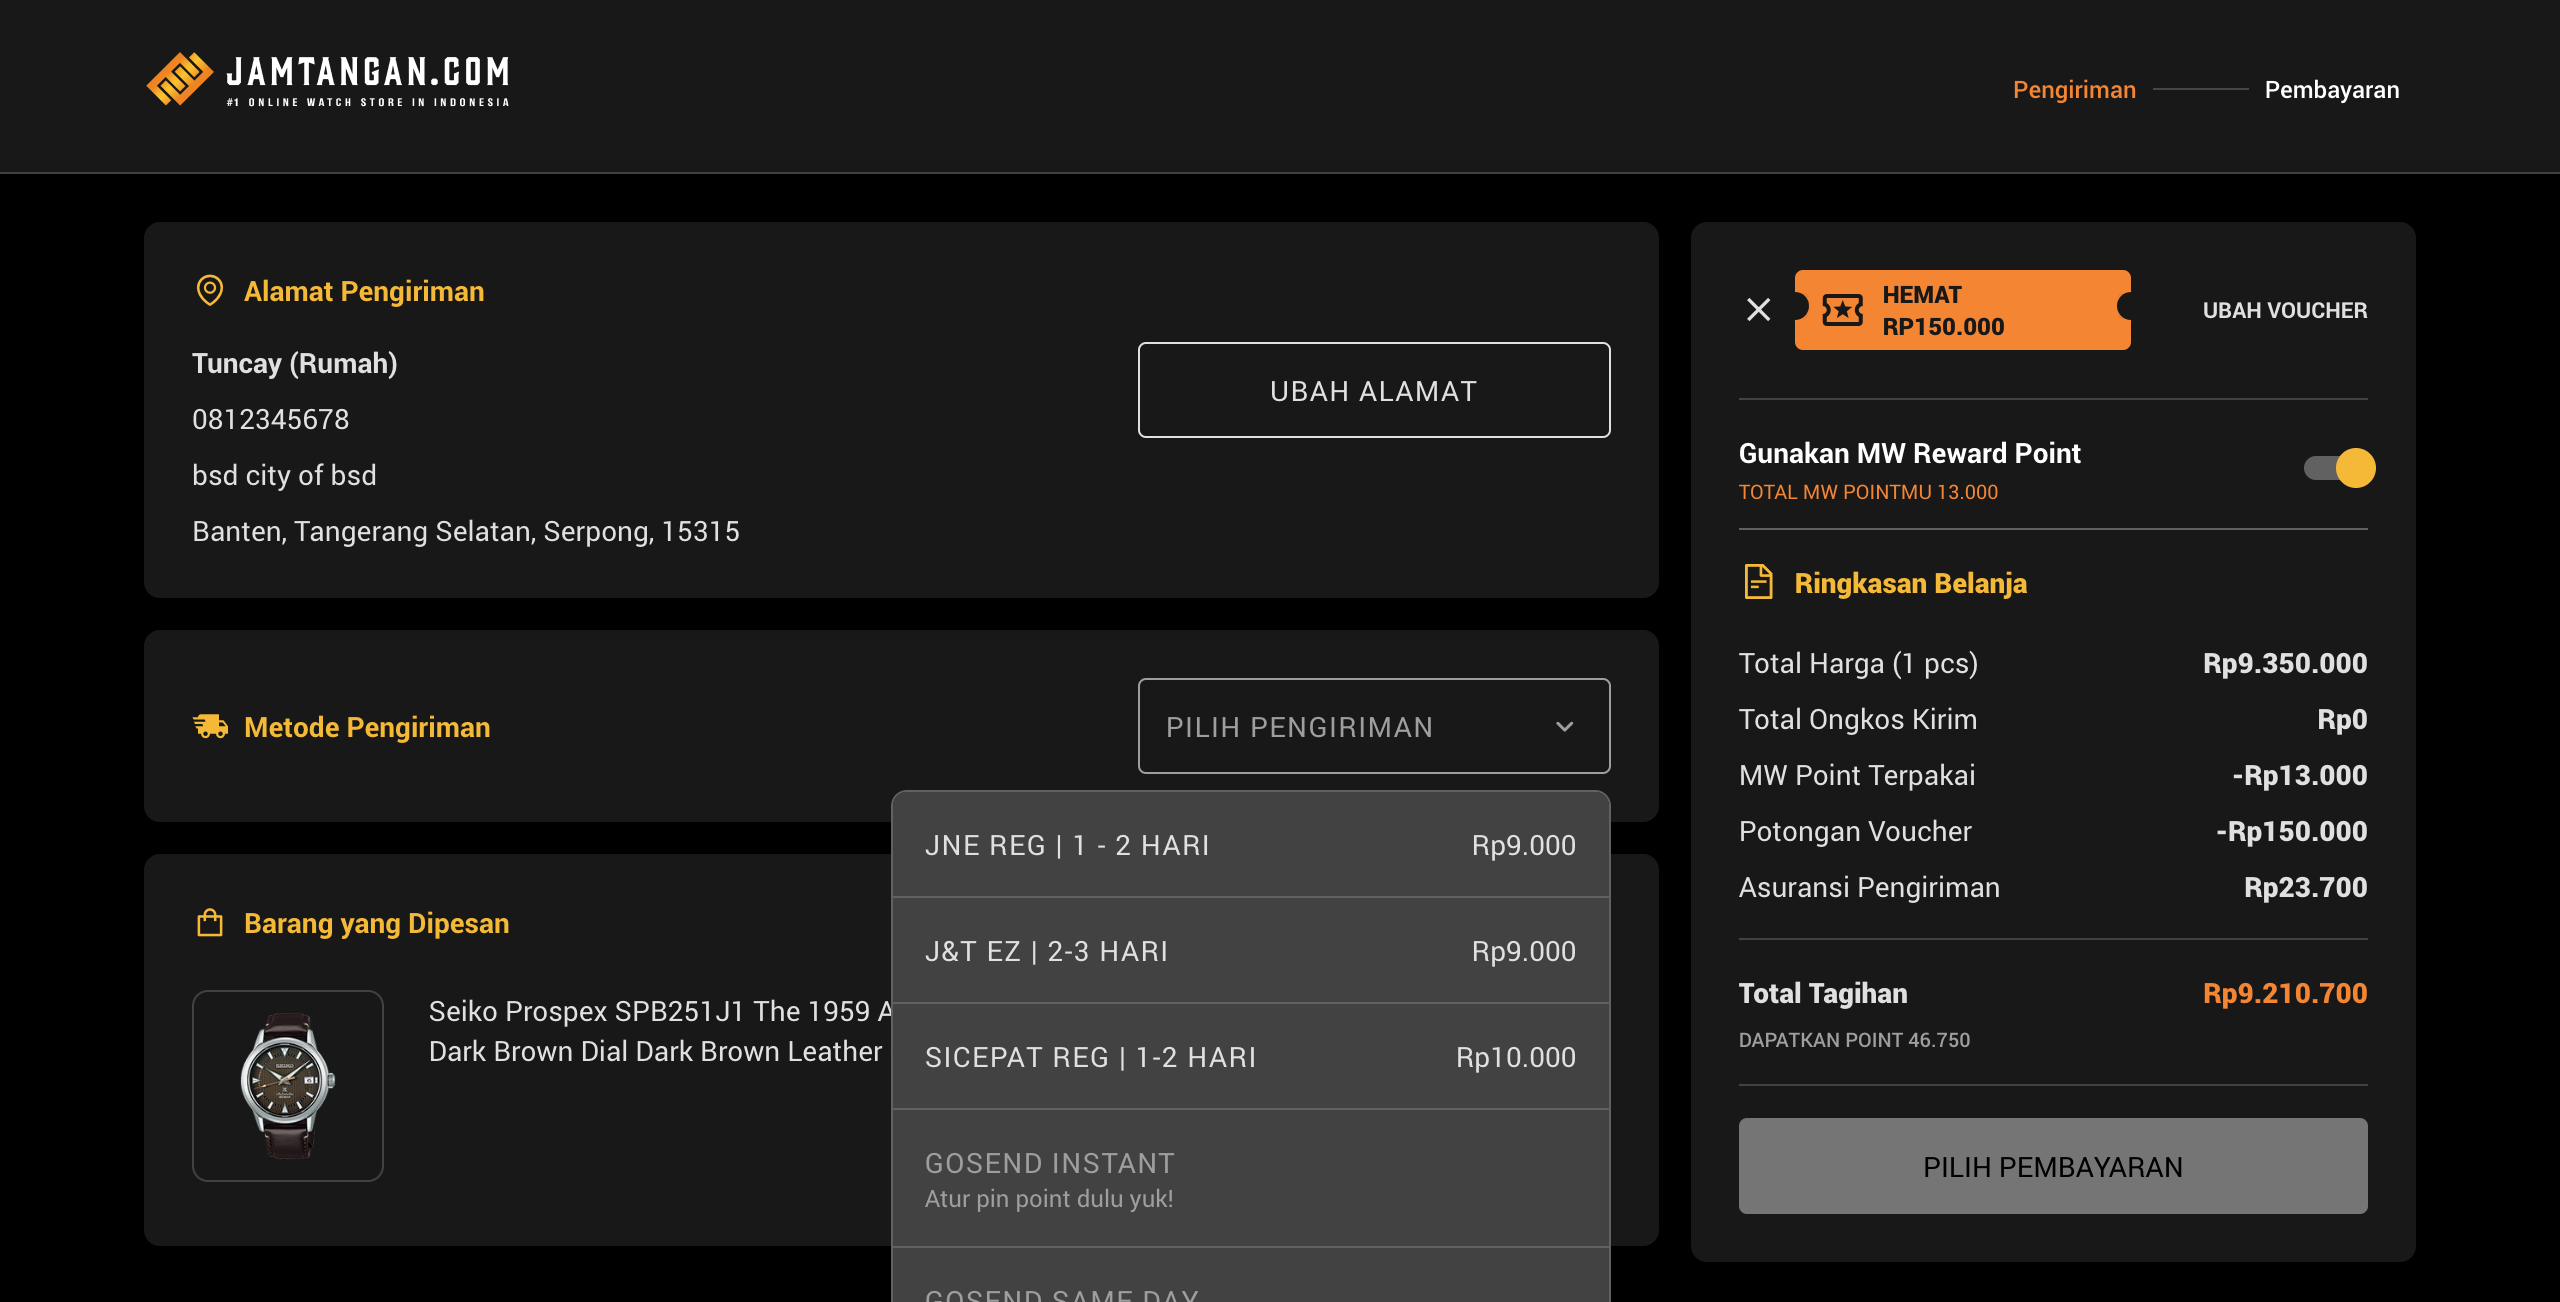 JAMTANGAN.COM
#1 ONLINE WATCH STORE IN INDONESIA
Pengiriman
Pembayaran
Alamat Pengiriman
Tuncay (Rumah)
0812345678
bsd city of bsd
Banten, Tangerang Selatan, Serpong, 15315
UBAH ALAMAT
Metode Pengiriman
PILIH PENGIRIMAN
JNE REG | 1 - 2 HARI Rp9.000
J&T EZ | 2-3 HARI Rp9.000
SICEPAT REG | 1-2 HARI Rp10.000
GOSEND INSTANT
Atur pin point dulu yuk!
GOSEND SAME DAY
Barang yang Dipesan
Seiko Prospex SPB251J1 The 1959 A
Dark Brown Dial Dark Brown Leather
HEMAT
RP150.000
UBAH VOUCHER
Gunakan MW Reward Point
TOTAL MW POINTMU 13.000
Ringkasan Belanja
Total Harga (1 pcs) Rp9.350.000
Total Ongkos Kirim Rp0
MW Point Terpakai -Rp13.000
Potongan Voucher -Rp150.000
Asuransi Pengiriman Rp23.700
Total Tagihan Rp9.210.700
DAPATKAN POINT 46.750
PILIH PEMBAYARAN